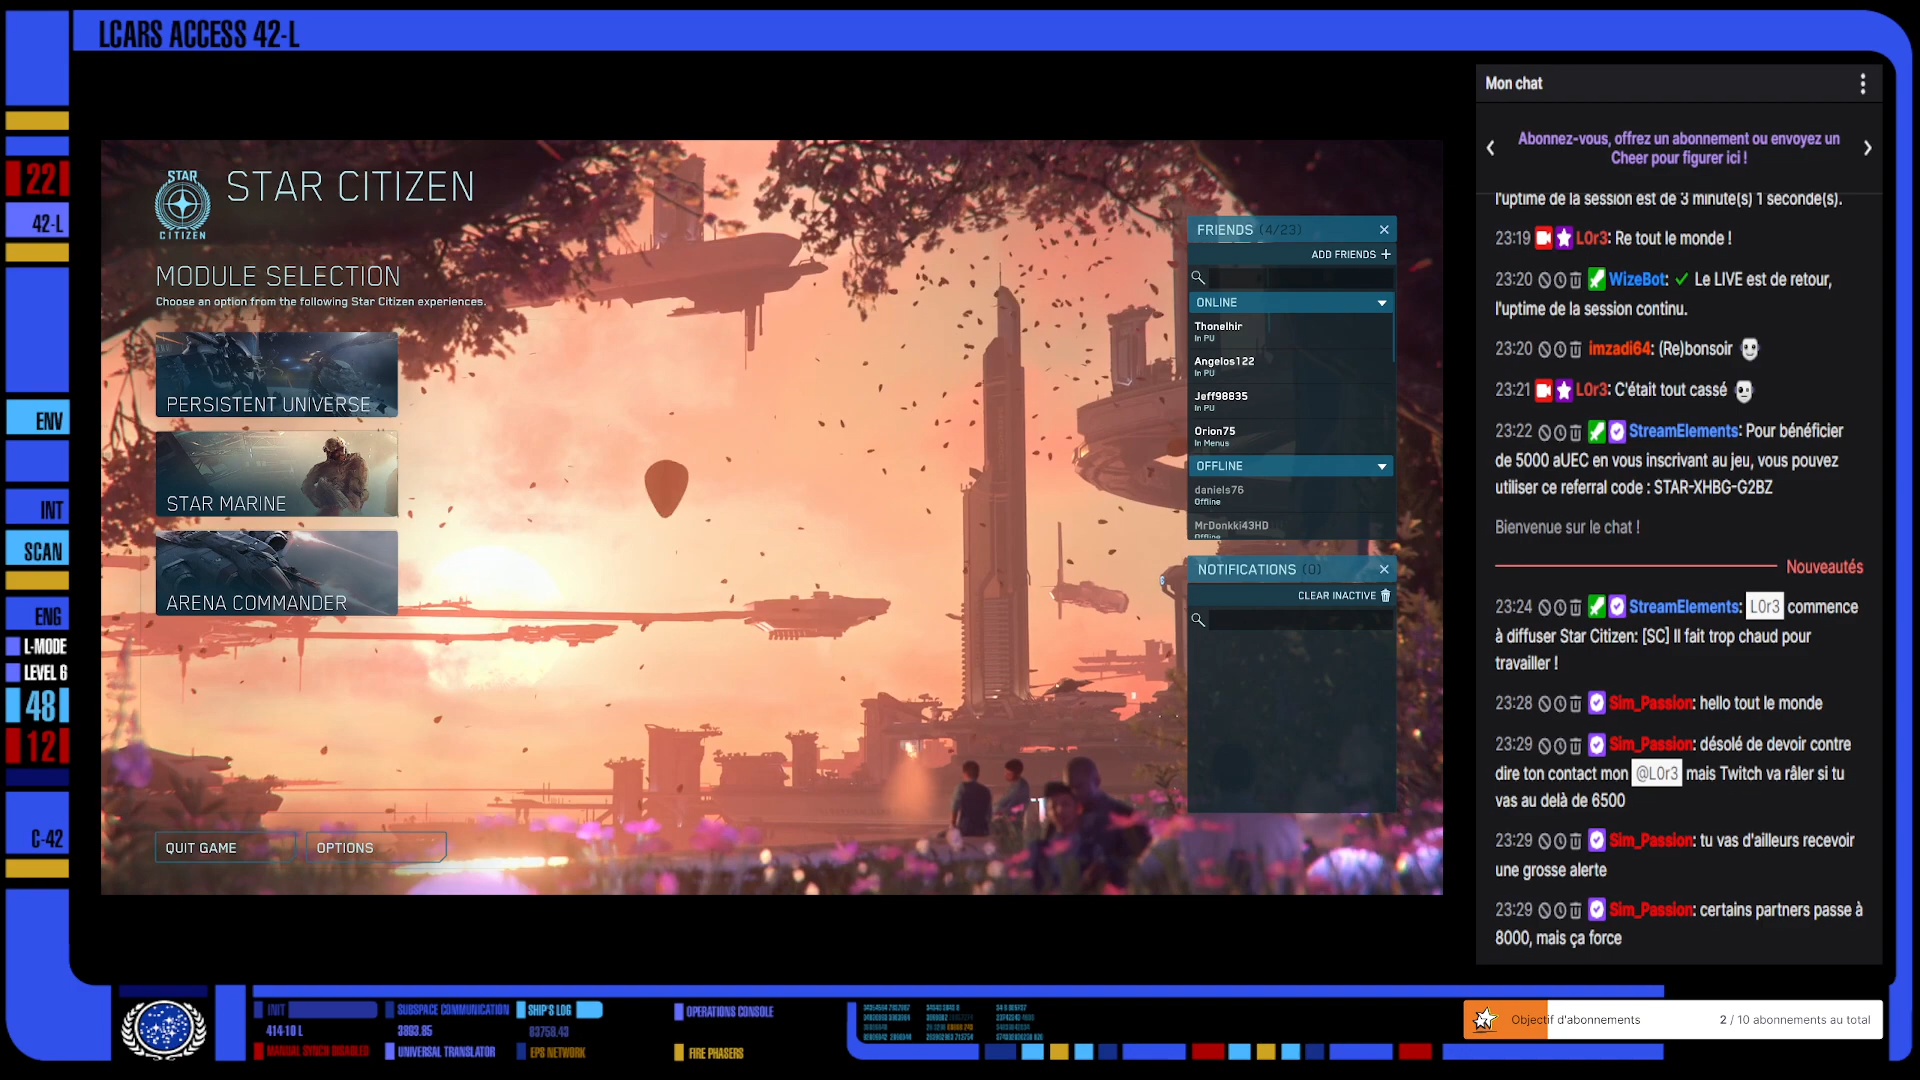 LCARS ACCESS 42-L
22
42-L
ENV
INT
SCAN
ENG
L-MODE
LEVEL 6
48
12
C-42
STAR
CITIZEN
STAR CITIZEN
MODULE SELECTION
Choose an option from the following Star Citizen experiences.
PERSISTENT UNIVERSE
STAR MARINE
ARENA COMMANDER
QUIT GAME
OPTIONS
FRIENDS (4/23)
ADD FRIENDS +
ONLINE
Thonelhir
In PU
Angelos122
In PU
Jeff98835
In PU
Orion75
In Menus
OFFLINE
daniels76
Offline
MrDonkki43HD
Offline
NOTIFICATIONS (0)
CLEAR INACTIVE
Mon chat
Abonnez-vous, offrez un abonnement ou envoyez un
Cheer pour figurer ici !
l'uptime de la session est de 3 minute(s) 1 seconde(s).
23:19 L0r3: Re tout le monde !
23:20 WizeBot: ✓ Le LIVE est de retour,
l'uptime de la session continu.
23:20 imzadi64: (Re)bonsoir
23:21 L0r3: C'était tout cassé
23:22 StreamElements: Pour bénéficier
de 5000 aUEC en vous inscrivant au jeu, vous pouvez
utiliser ce referral code : STAR-XHBG-G2BZ
Bienvenue sur le chat !
Nouveautés
23:24 StreamElements: L0r3 commence
à diffuser Star Citizen: [SC] Il fait trop chaud pour
travailler !
23:28 Sim_Passion: hello tout le monde
23:29 Sim_Passion: désolé de devoir contre
dire ton contact mon @L0r3 mais Twitch va râler si tu
vas au delà de 6500
23:29 Sim_Passion: tu vas d'ailleurs recevoir
une grosse alerte
23:29 Sim_Passion: certains partners passe à
8000, mais ça force
INIT
414-10 L
MANUAL SYNCH DISABLED
SUBSPACE COMMUNICATION
3863.85
UNIVERSAL TRANSLATOR
SHIP'S LOG
83758.43
EPS NETWORK
OPERATIONS CONSOLE
FIRE PHASERS
Objectif d'abonnements
2 / 10 abonnements au total